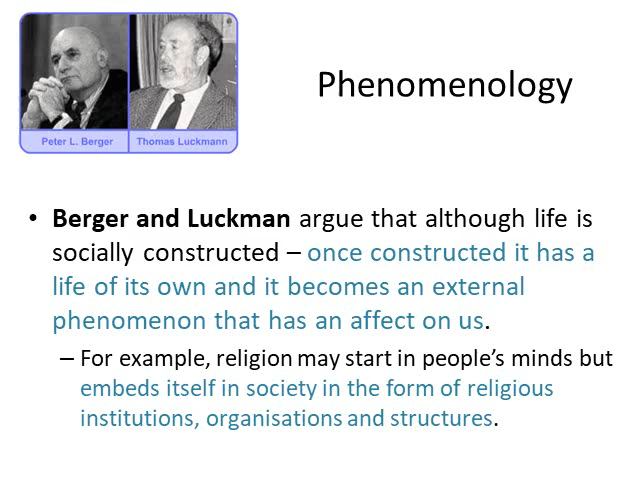 Peter L. Berger
Thomas Luckmann
Phenomenology
• Berger and Luckman argue that although life is
socially constructed – once constructed it has a
life of its own and it becomes an external
phenomenon that has an affect on us.
– For example, religion may start in people’s minds but
embeds itself in society in the form of religious
institutions, organisations and structures.